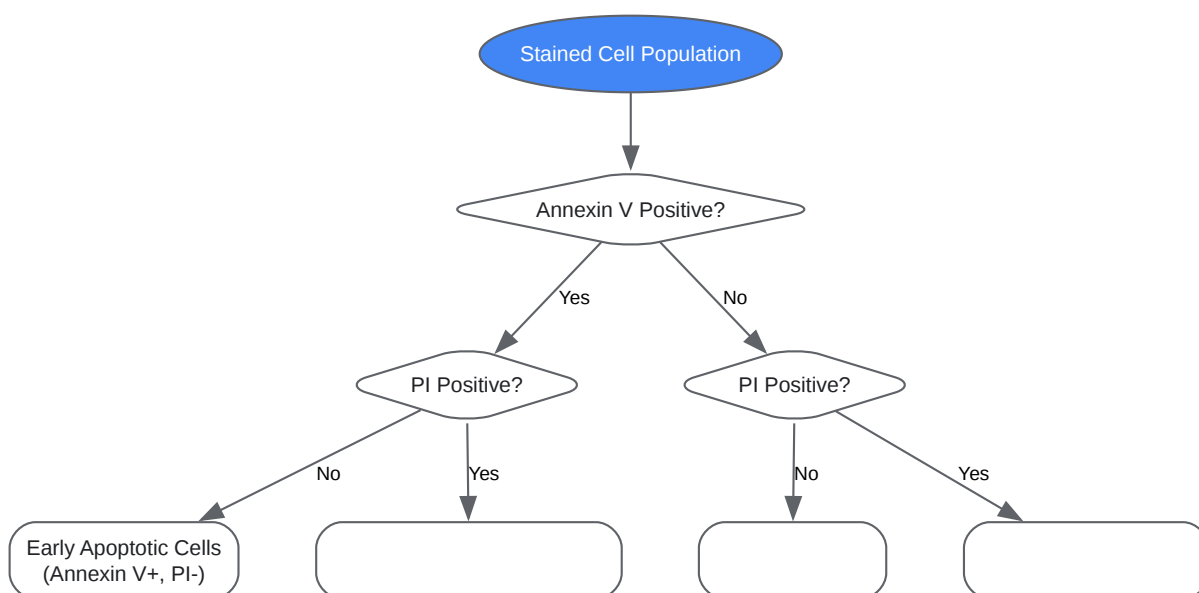 Stained Cell Population
Annexin V Positive?
Yes
No
PI Positive?
PI Positive?
No
Yes
No
Yes
Early Apoptotic Cells
(Annexin V+, PI-)